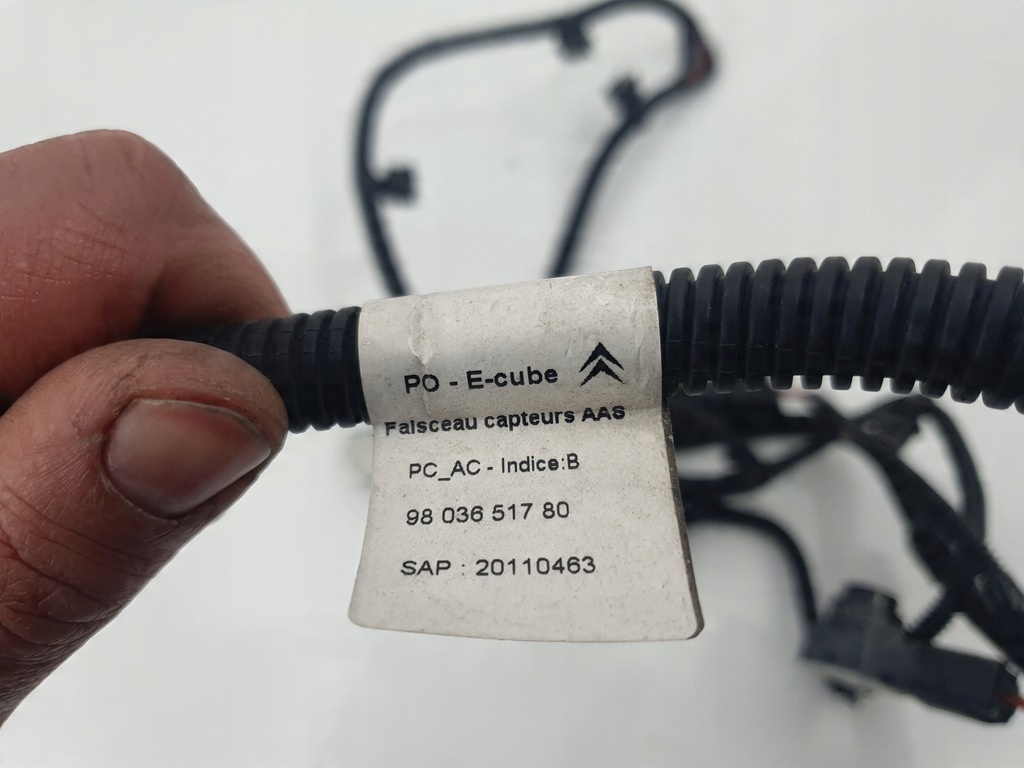 PO - E-cube
Faisceau capteurs AAS
PC_AC - Indice:B
98 036 517 80
SAP : 20110463